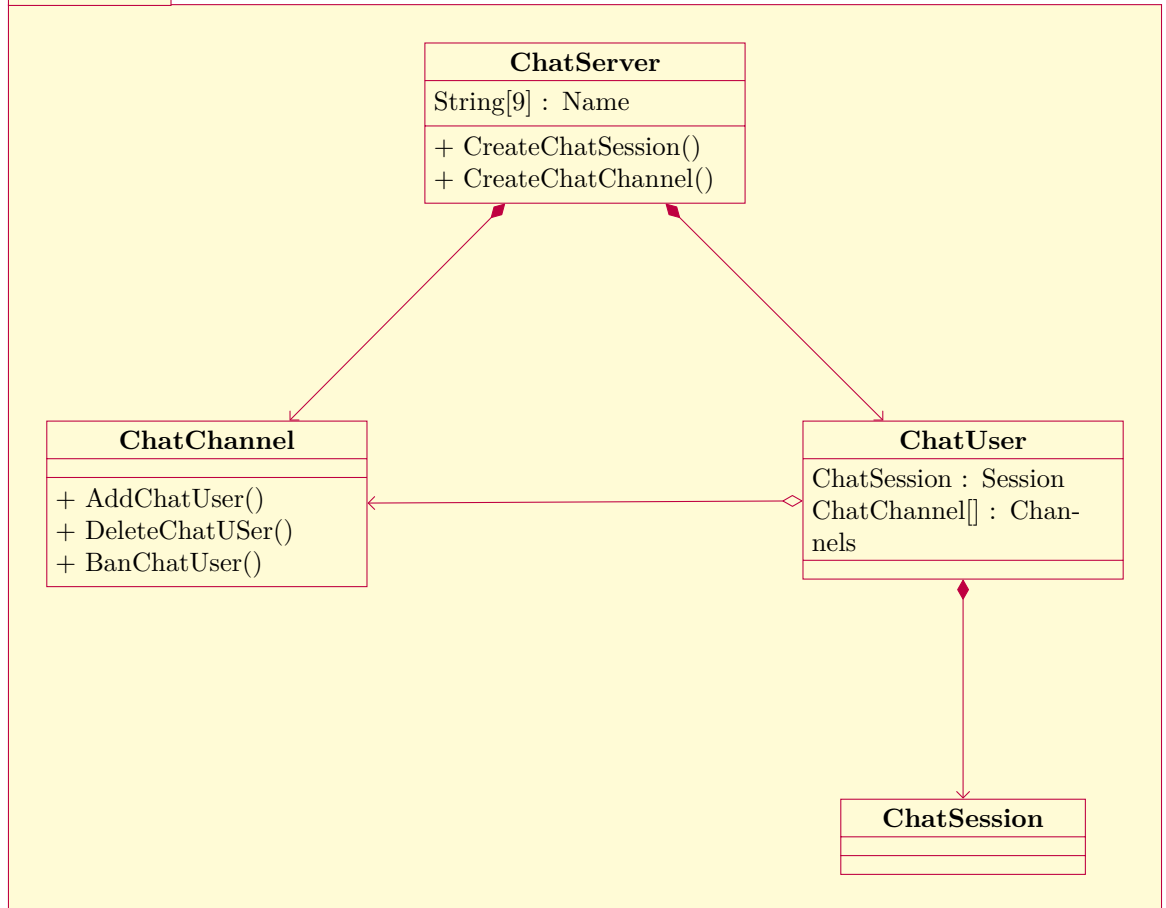 ChatServer
String[9] : Name
+ CreateChatSession()
+ CreateChatChannel()
ChatChannel
+ AddChatUser()
+ DeleteChatUSer()
+ BanChatUser()
ChatUser
ChatSession : Session
ChatChannel[] : Chan-
nels
ChatSession